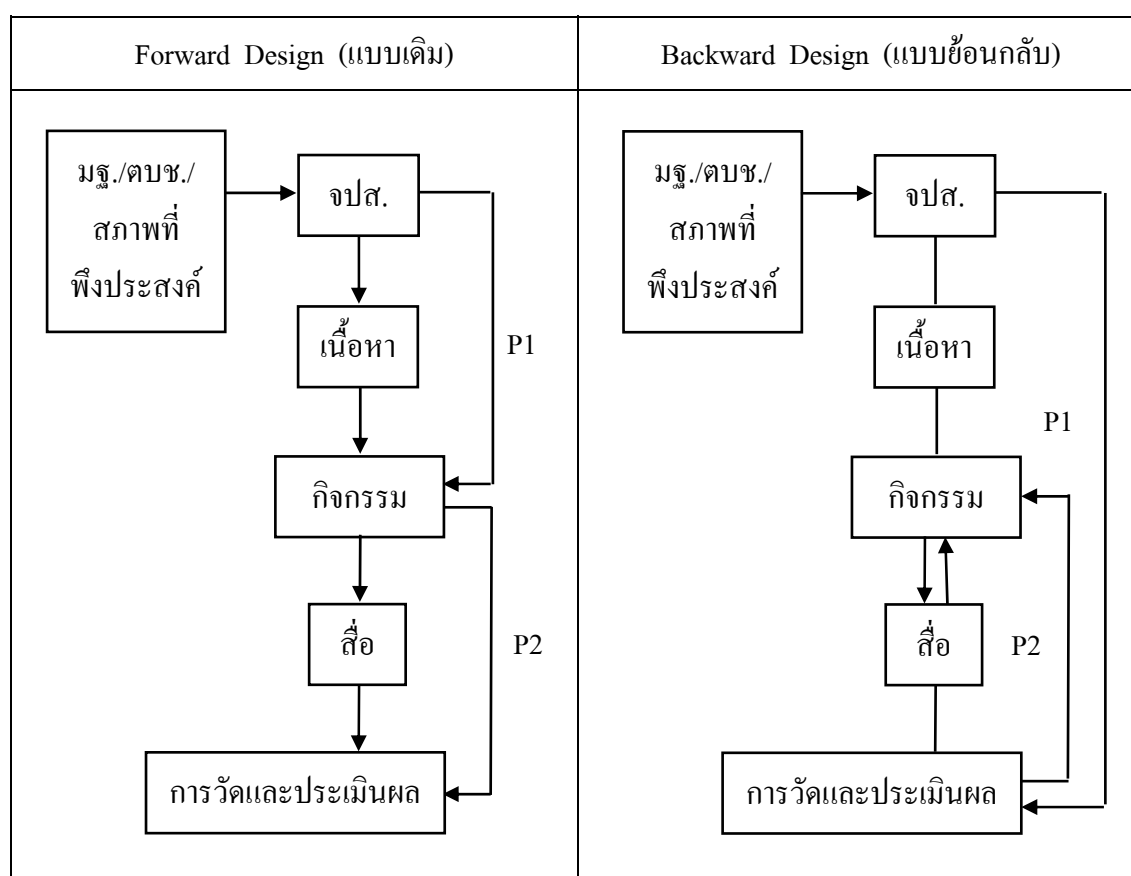 Forward Design (แบบเดิม)
มฐ./ตบช./
สภาพที่
พึงประสงค์
จปส.
เนื้อหา
P1
กิจกรรม
สื่อ
P2
การวัดและประเมินผล
Backward Design (แบบย้อนกลับ)
มฐ./ตบช./
สภาพที่
พึงประสงค์
จปส.
เนื้อหา
P1
กิจกรรม
สื่อ
P2
การวัดและประเมินผล